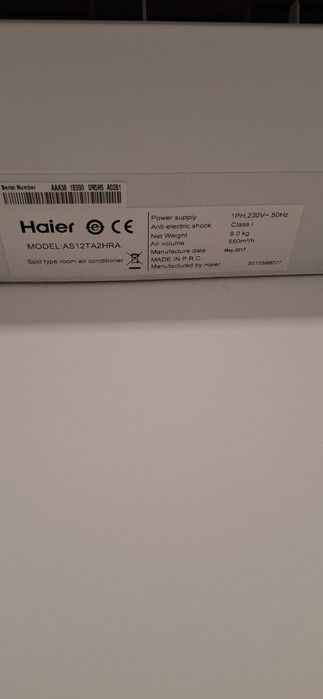 Serial Number AAA3B 1E090 0N5H5 A0281
Haier CE
MODEL:AS12TA2HRA
Split type room air conditioner
Power supply 1PH,230V~,50Hz
Anti-electric shock Class I
Net Weight 9.0 kg
Air volume 550m³/h
Manufacture date May,2017
MADE IN P.R.C.
Manufactured by Haier 0010588077